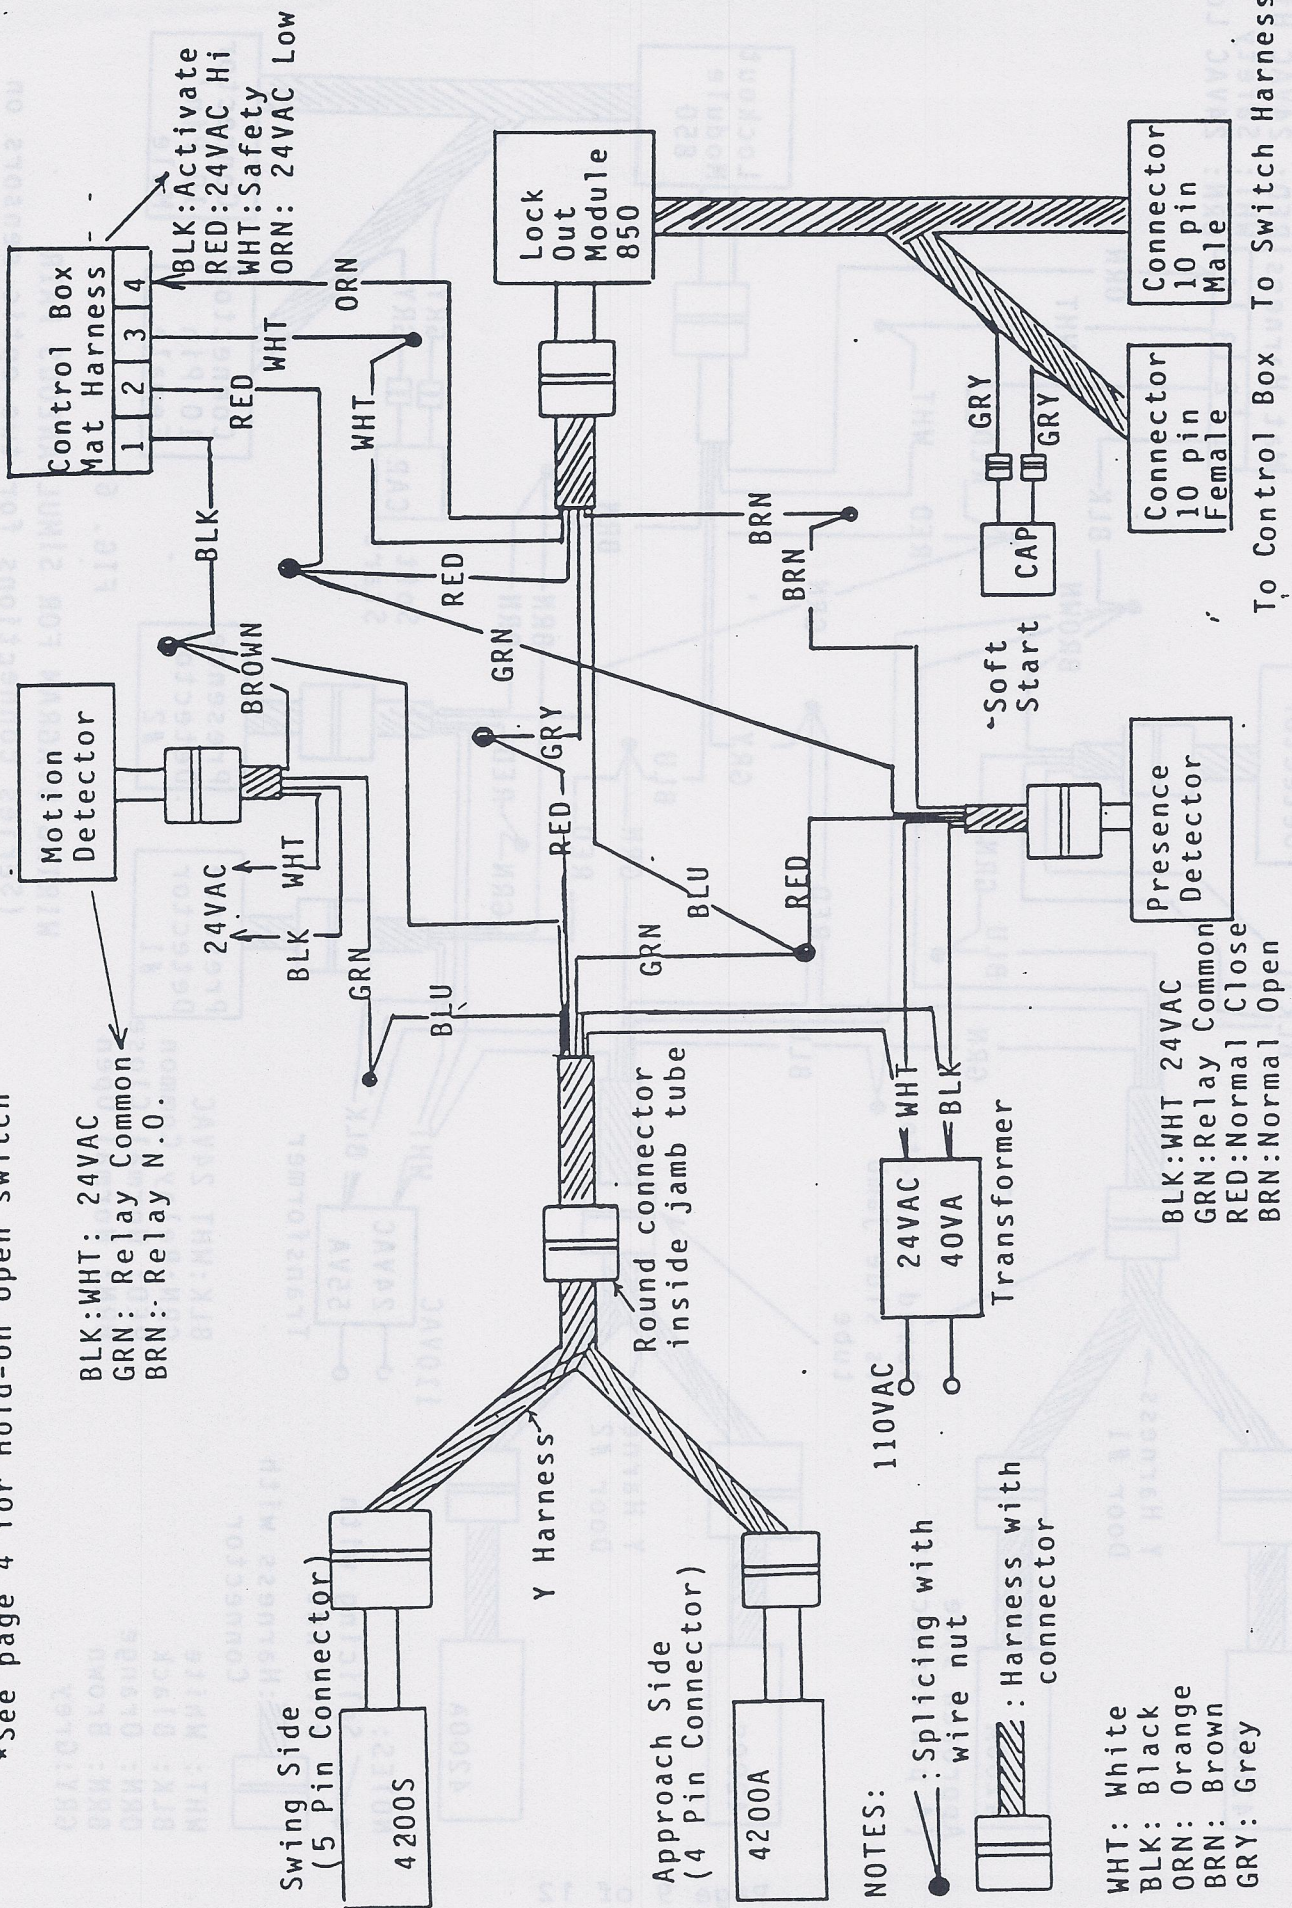 *See page 4 for hold-on open switch
Swing Side
(5 Pin Connector)
4200S
Approach Side
(4 Pin Connector)
4200A
Y Harness
Round connector
inside jamb tube
BLK:WHT: 24VAC
GRN: Relay Common
BRN: Relay N.O.
Motion
Detector
24VAC
WHT
BLK
GRN
BLU
BROWN
BLK
Control Box
Mat Harness
1 2 3 4
BLK:Activate
RED:24VAC Hi
WHT:Safety
ORN: 24VAC Low
RED
WHT
ORN
WHT
RED
GRN
GRY
RED
BLU
GRN
RED
BRN
BRN
Lock
Out
Module
850
GRY
GRY
CAP
Soft
Start
Connector
10 pin
Male
Connector
10 pin
Female
To Control Box
To Switch Harness
Presence
Detector
BLK:WHT 24VAC
GRN:Relay Common
RED:Normal Close
BRN:Normal Open
110VAC
24VAC
40VA
WHT
BLK
Transformer
NOTES:
:Splicing with
wire nut
:Harness with
connector
WHT: White
BLK: Black
ORN: Orange
BRN: Brown
GRY: Grey